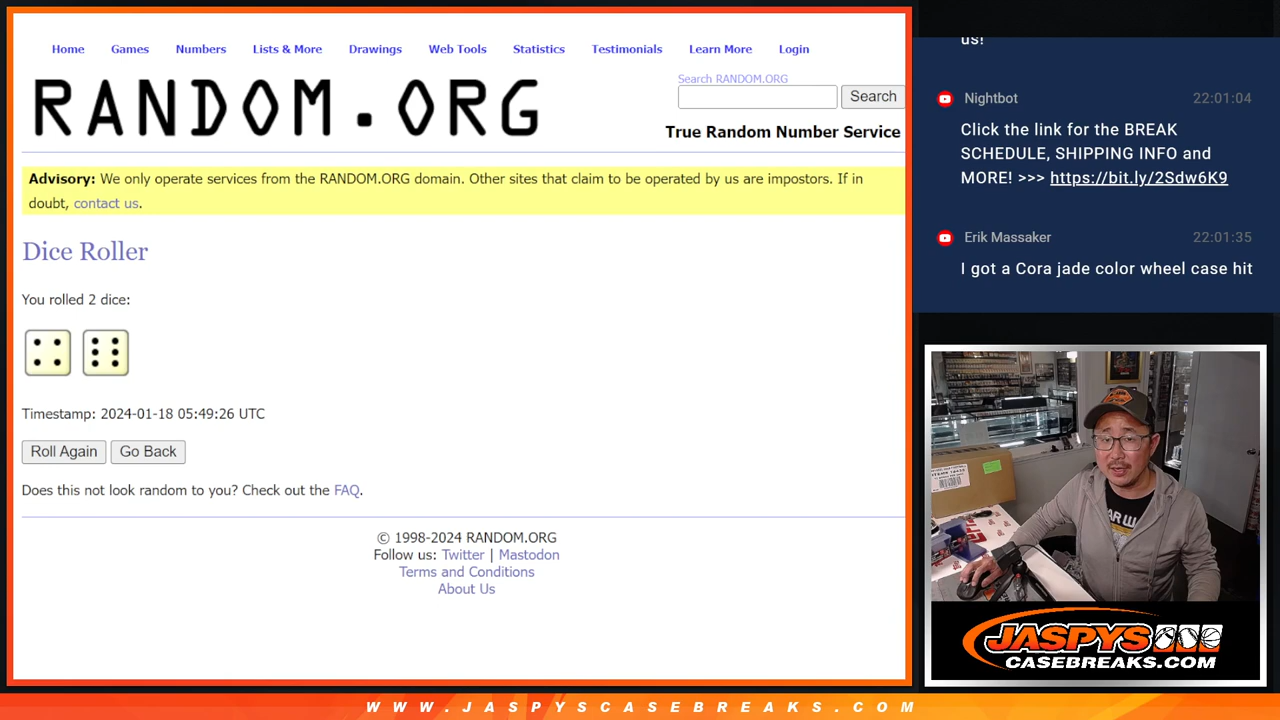 Home Games Numbers Lists & More Drawings Web Tools Statistics Testimonials Learn More Login
RANDOM.ORG
Search RANDOM.ORG
Search
True Random Number Service
Advisory: We only operate services from the RANDOM.ORG domain. Other sites that claim to be operated by us are impostors. If in
doubt, contact us.
Dice Roller
You rolled 2 dice:
Timestamp: 2024-01-18 05:49:26 UTC
Roll Again Go Back
Does this not look random to you? Check out the FAQ.
© 1998-2024 RANDOM.ORG
Follow us: Twitter | Mastodon
Terms and Conditions
About Us
us!
Nightbot 22:01:04
Click the link for the BREAK
SCHEDULE, SHIPPING INFO and
MORE! >>> https://bit.ly/2Sdw6K9
Erik Massaker 22:01:35
I got a Cora jade color wheel case hit
JASPYS
CASEBREAKS.COM
WWW.JASPYSCASEBREAKS.COM